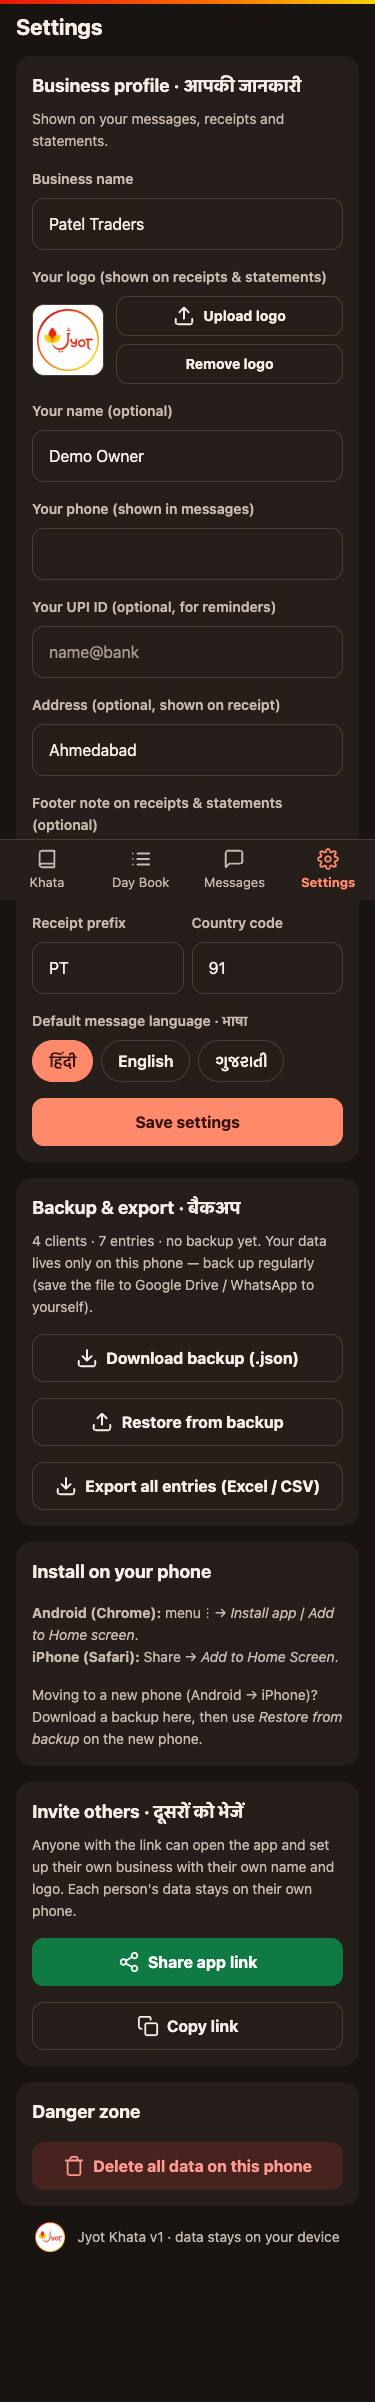 Settings
Business profile · आपकी जानकारी
Shown on your messages, receipts and
statements.
Business name
Patel Traders
Your logo (shown on receipts & statements)
Jyot
Upload logo
Remove logo
Your name (optional)
Demo Owner
Your phone (shown in messages)
Your UPI ID (optional, for reminders)
name@bank
Address (optional, shown on receipt)
Ahmedabad
Footer note on receipts & statements
(optional)
Khata
Day Book
Messages
Settings
Receipt prefix
Country code
PT
91
Default message language · भाषा
हिंदी
English
ગુજરાતી
Save settings
Backup & export · बैकअप
4 clients · 7 entries · no backup yet. Your data
lives only on this phone — back up regularly
(save the file to Google Drive / WhatsApp to
yourself).
Download backup (.json)
Restore from backup
Export all entries (Excel / CSV)
Install on your phone
Android (Chrome): menu ⋮ → Install app / Add
to Home screen.
iPhone (Safari): Share → Add to Home Screen.
Moving to a new phone (Android → iPhone)?
Download a backup here, then use Restore from
backup on the new phone.
Invite others · दूसरों को भेजें
Anyone with the link can open the app and set
up their own business with their own name and
logo. Each person's data stays on their own
phone.
Share app link
Copy link
Danger zone
Delete all data on this phone
Jyot
Jyot Khata v1 · data stays on your device